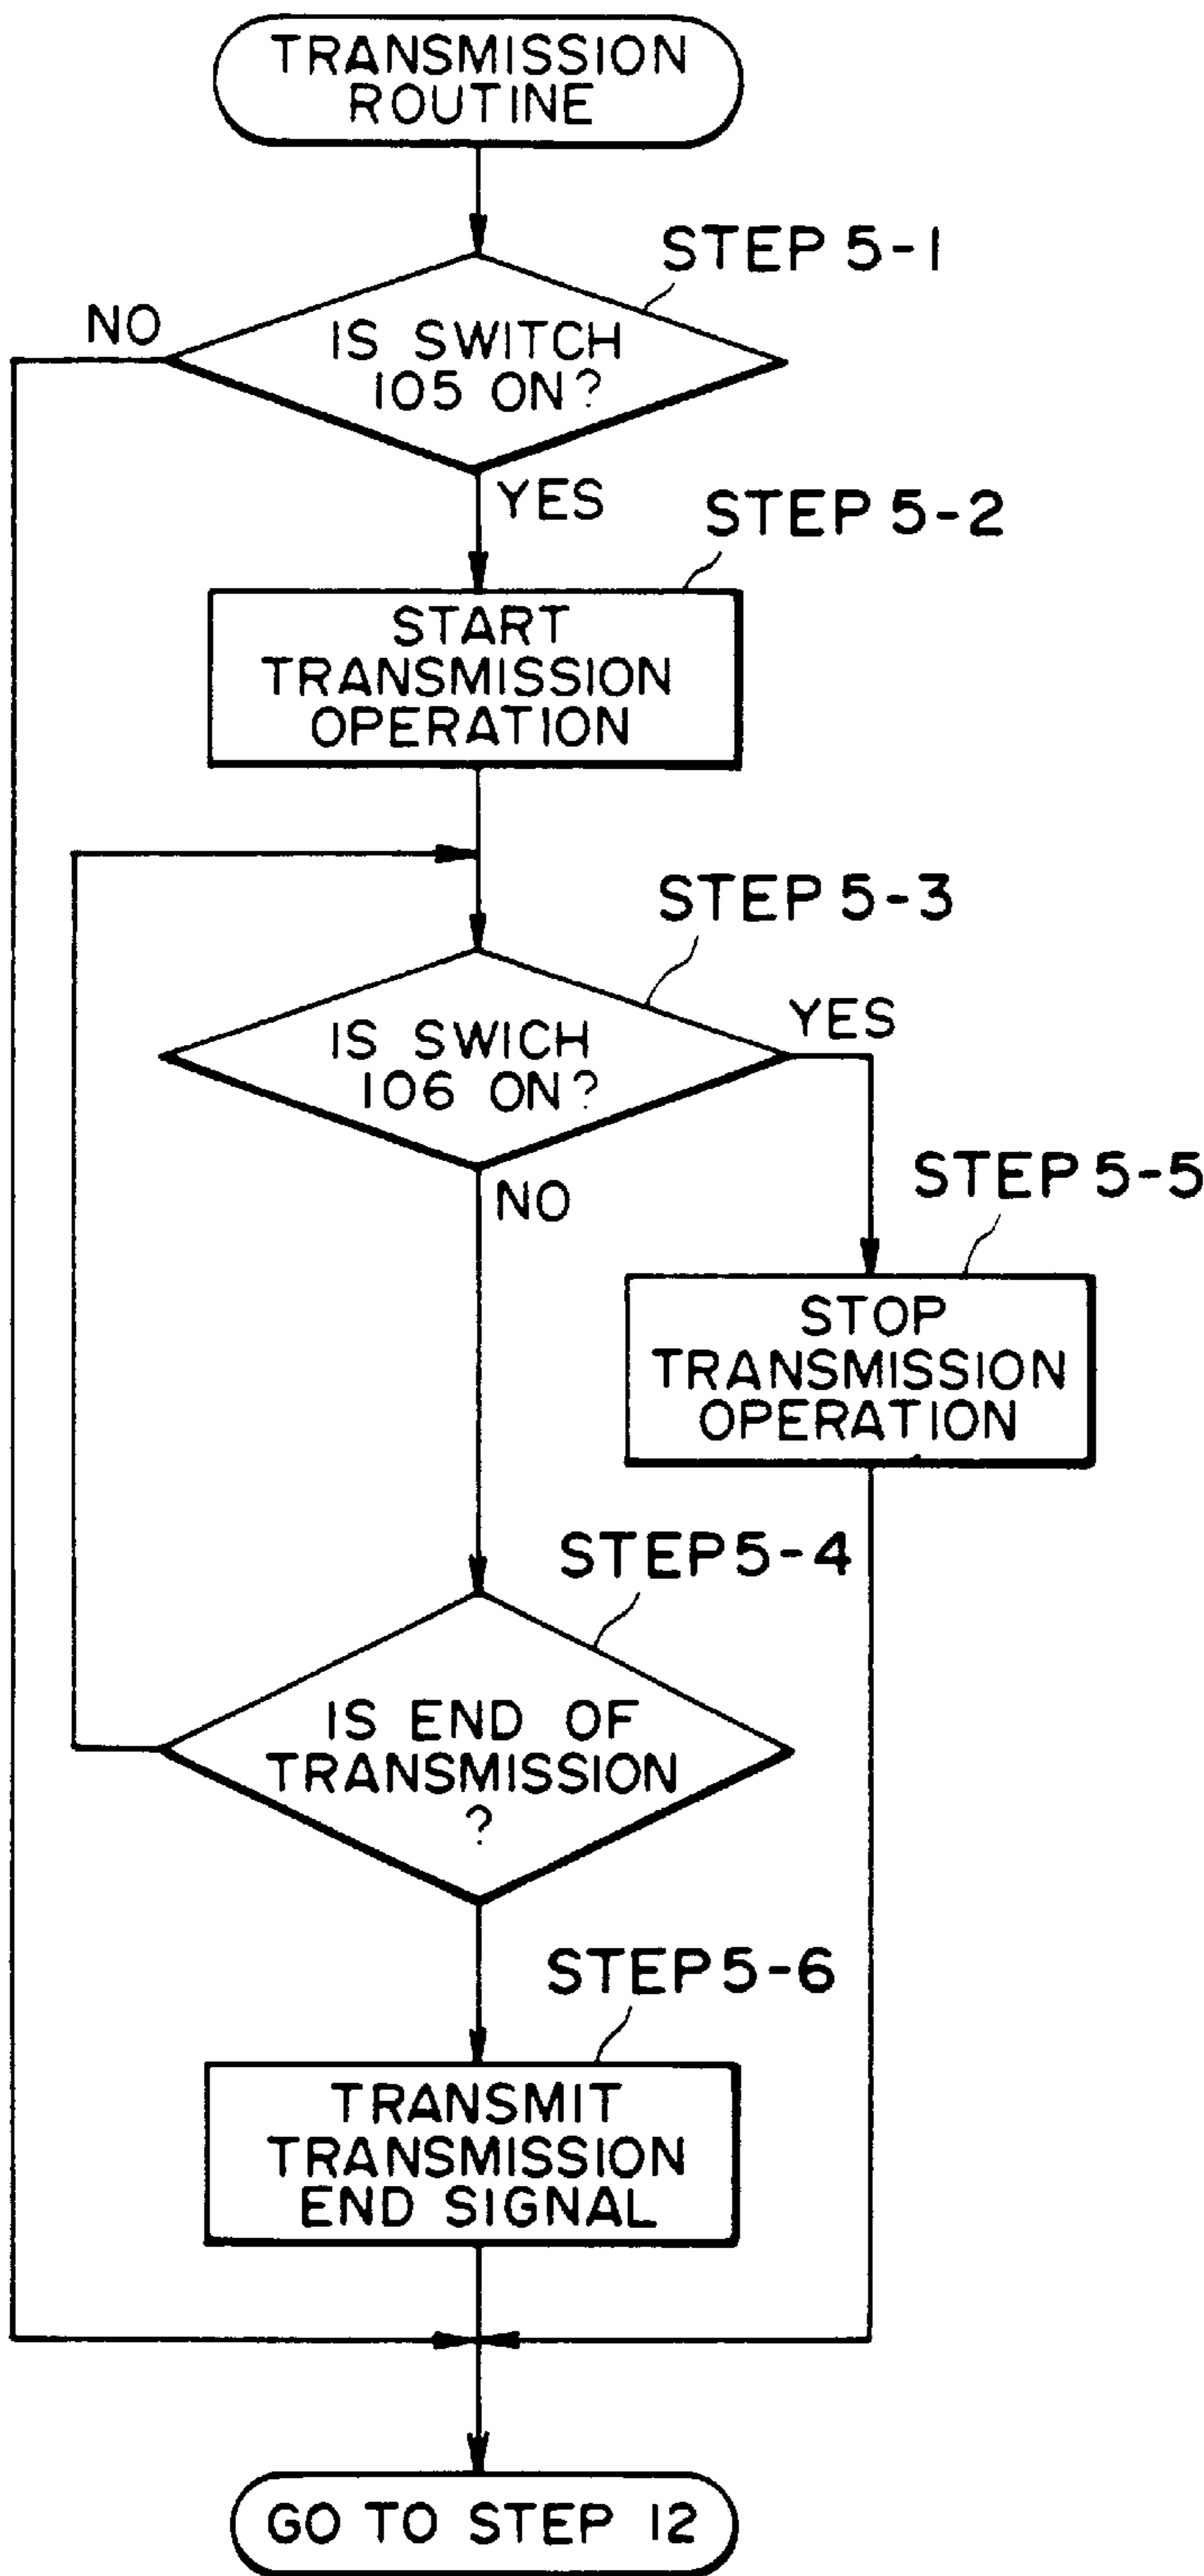 TRANSMISSION
ROUTINE
STEP 5-1
NO
IS SWITCH
105 ON?
YES
STEP 5-2
START
TRANSMISSION
OPERATION
STEP 5-3
YES
IS SWICH
106 ON?
NO
STEP 5-5
STOP
TRANSMISSION
OPERATION
STEP 5-4
IS END OF
TRANSMISSION
?
STEP 5-6
TRANSMIT
TRANSMISSION
END SIGNAL
GO TO STEP 12